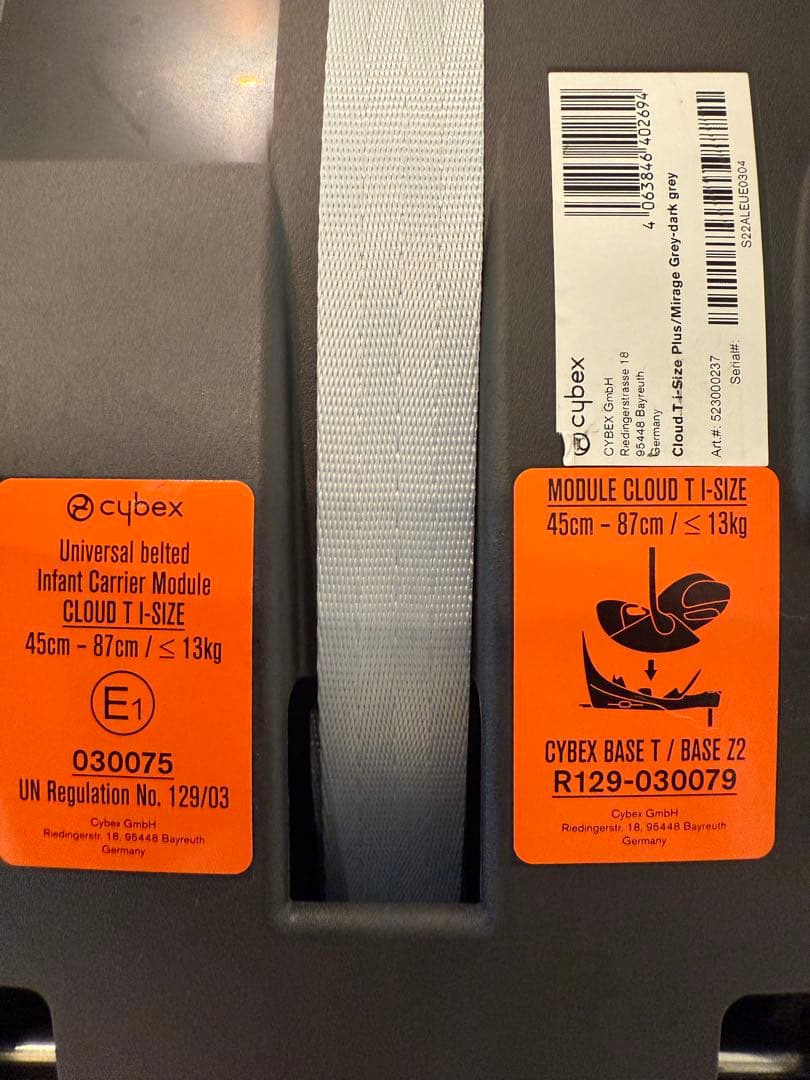 cybex
Universal belted
Infant Carrier Module
CLOUD T I-SIZE
45cm – 87cm / ≤ 13kg
E1
030075
UN Regulation No. 129/03
Cybex GmbH
Riedingerstr. 18, 95448 Bayreuth
Germany
4 063846 402694
cybex
CYBEX GmbH
Riedingerstrasse 18
95448 Bayreuth
Germany
Cloud T i-Size Plus/Mirage Grey-dark grey
Art.#: 523000237
Serial#:
S22ALEUE0304
MODULE CLOUD T I-SIZE
45cm – 87cm / ≤ 13kg
CYBEX BASE T / BASE Z2
R129-030079
Cybex GmbH
Riedingerstr. 18, 95448 Bayreuth
Germany